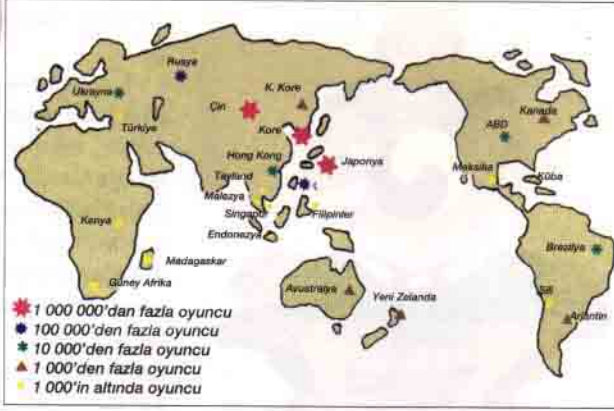 Rusya
Ukrayna
K. Kore
Kanada
Çin
Türkiye
Kore
ABD
Hong Kong
Japonya
Tayland
Meksika
Küba
Malezya
Kenya
Singapur
Filipinler
Endonezya
Brezilya
Madagaskar
Güney Afrika
Avustralya
Yeni Zelanda
Şili
Arjantin
1 000 000'dan fazla oyuncu
100 000'den fazla oyuncu
10 000'den fazla oyuncu
1 000'den fazla oyuncu
1 000'in altında oyuncu